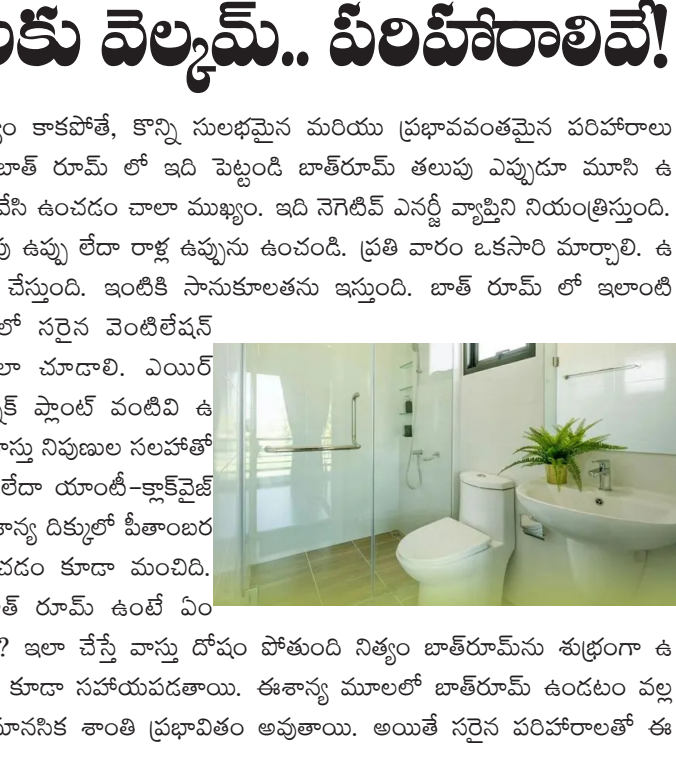 వెల్కమ్.. పరిహారాలివే!
కాకపోతే, కొన్ని సులభమైన మరియు ప్రభావవంతమైన పరిహారాలు
బాత్ రూమ్ లో ఇది పెట్టండి బాత్‌రూమ్ తలుపు ఎప్పుడూ మూసి ఉ
వేసి ఉంచడం చాలా ముఖ్యం. ఇది నెగెటివ్ ఎనర్జీ వ్యాప్తిని నియంత్రిస్తుంది.
ఉప్పు లేదా రాళ్ల ఉప్పును ఉంచండి. ప్రతి వారం ఒకసారి మార్చాలి. ఉ
చేస్తుంది. ఇంటికి సానుకూలతను ఇస్తుంది. బాత్ రూమ్ లో ఇలాంటి
లో సరైన వెంటిలేషన్
చూడాలి. ఎయిర్
ప్లాంట్ వంటివి ఉ
నిపుణుల సలహాతో
లేదా యాంటీ-క్లాక్‌వైజ్
దిక్కులో పీతాంబర
కూడా మంచిది.
రూమ్ ఉంటే ఏం
? ఇలా చేస్తే వాస్తు దోషం పోతుంది నిత్యం బాత్‌రూమ్‌ను శుభ్రంగా ఉ
కూడా సహాయపడతాయి. ఈశాన్య మూలలో బాత్‌రూమ్ ఉండటం వల్ల
శాంతి ప్రభావితం అవుతాయి. అయితే సరైన పరిహారాలతో ఈ